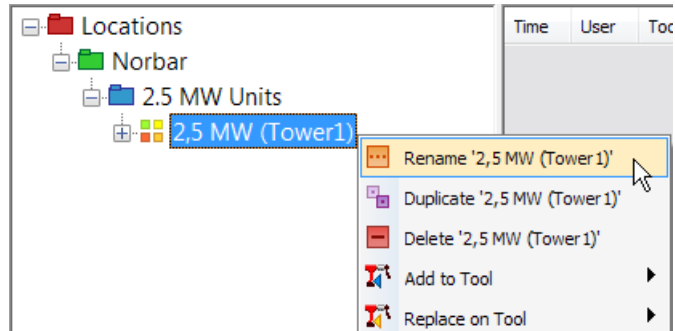 Locations
Norbar
2.5 MW Units
2,5 MW (Tower1)
Time User
Rename '2,5 MW (Tower1)'
Duplicate '2,5 MW (Tower1)'
Delete '2,5 MW (Tower1)'
Add to Tool
Replace on Tool